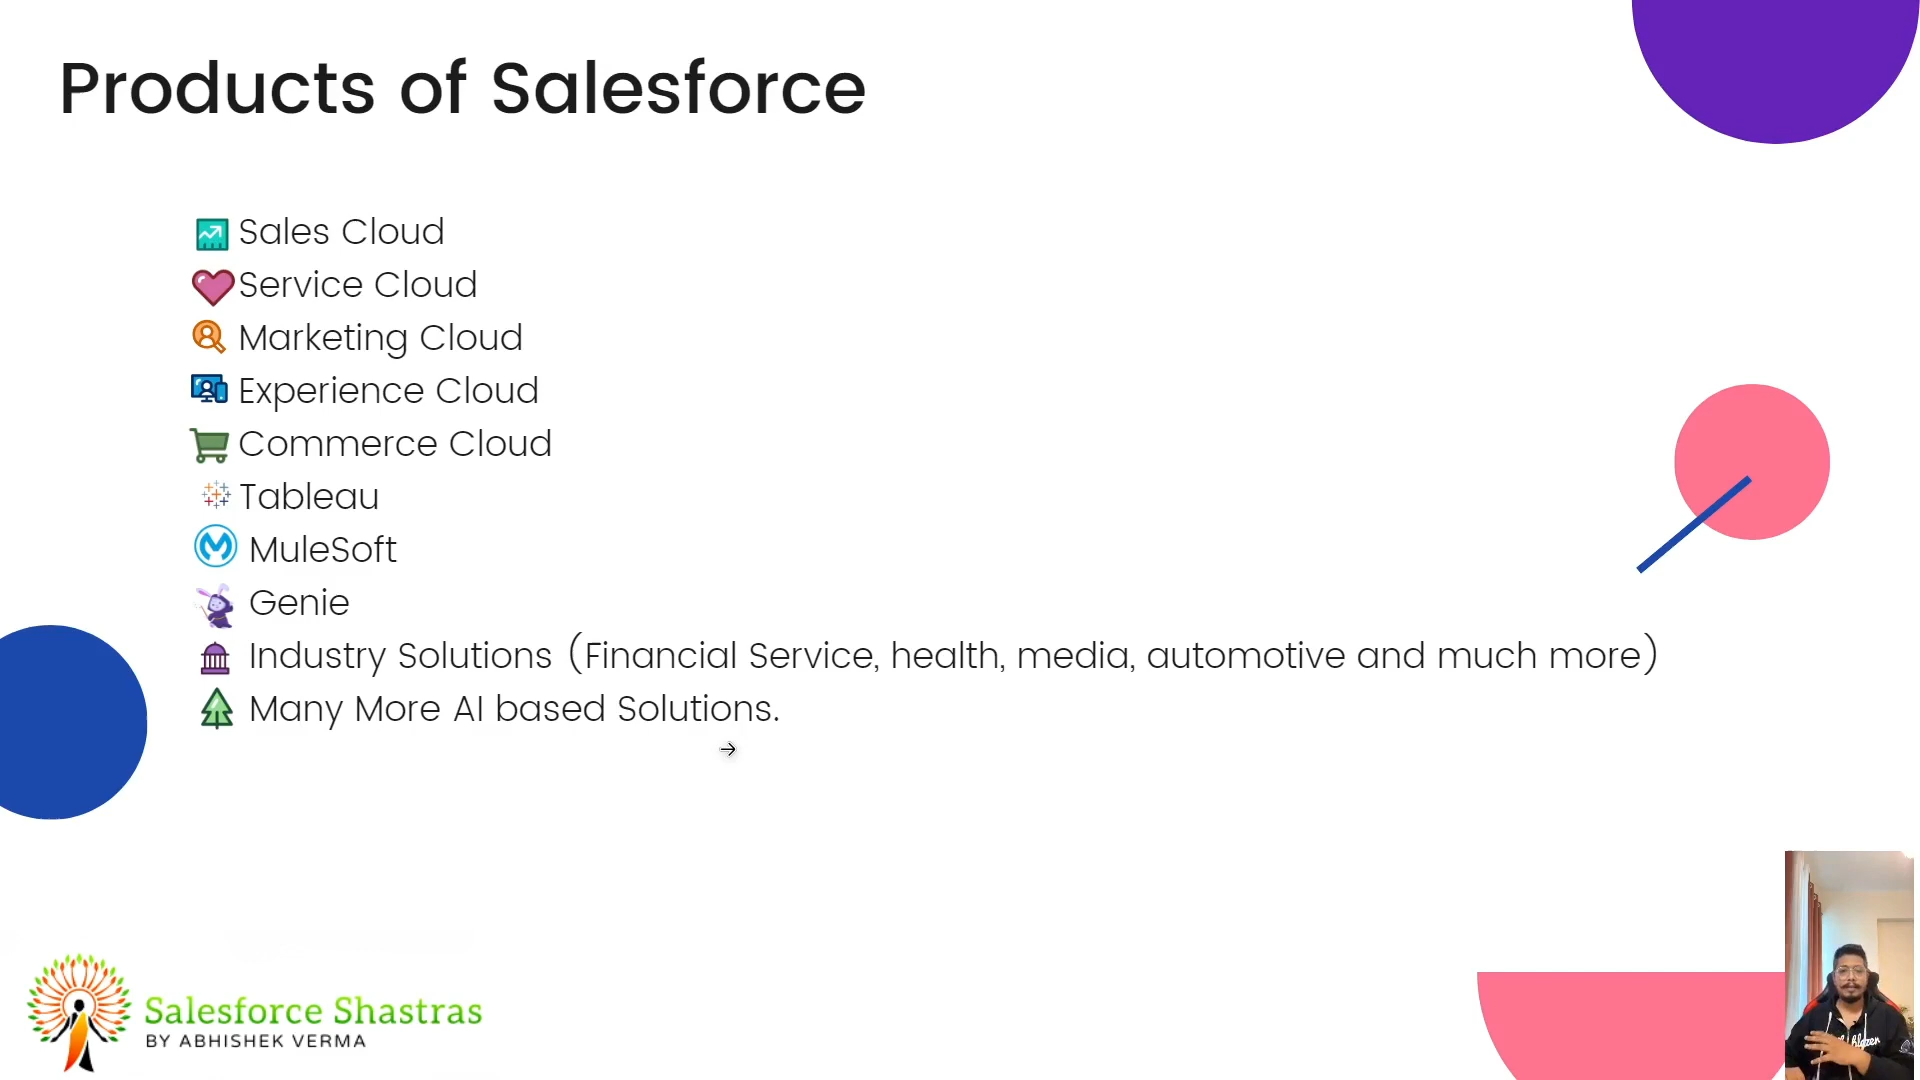 Products of Salesforce
Sales Cloud
Service Cloud
Marketing Cloud
Experience Cloud
Commerce Cloud
Tableau
MuleSoft
Genie
Industry Solutions (Financial Service, health, media, automotive and much more)
Many More AI based Solutions.
Salesforce Shastras
BY ABHISHEK VERMA